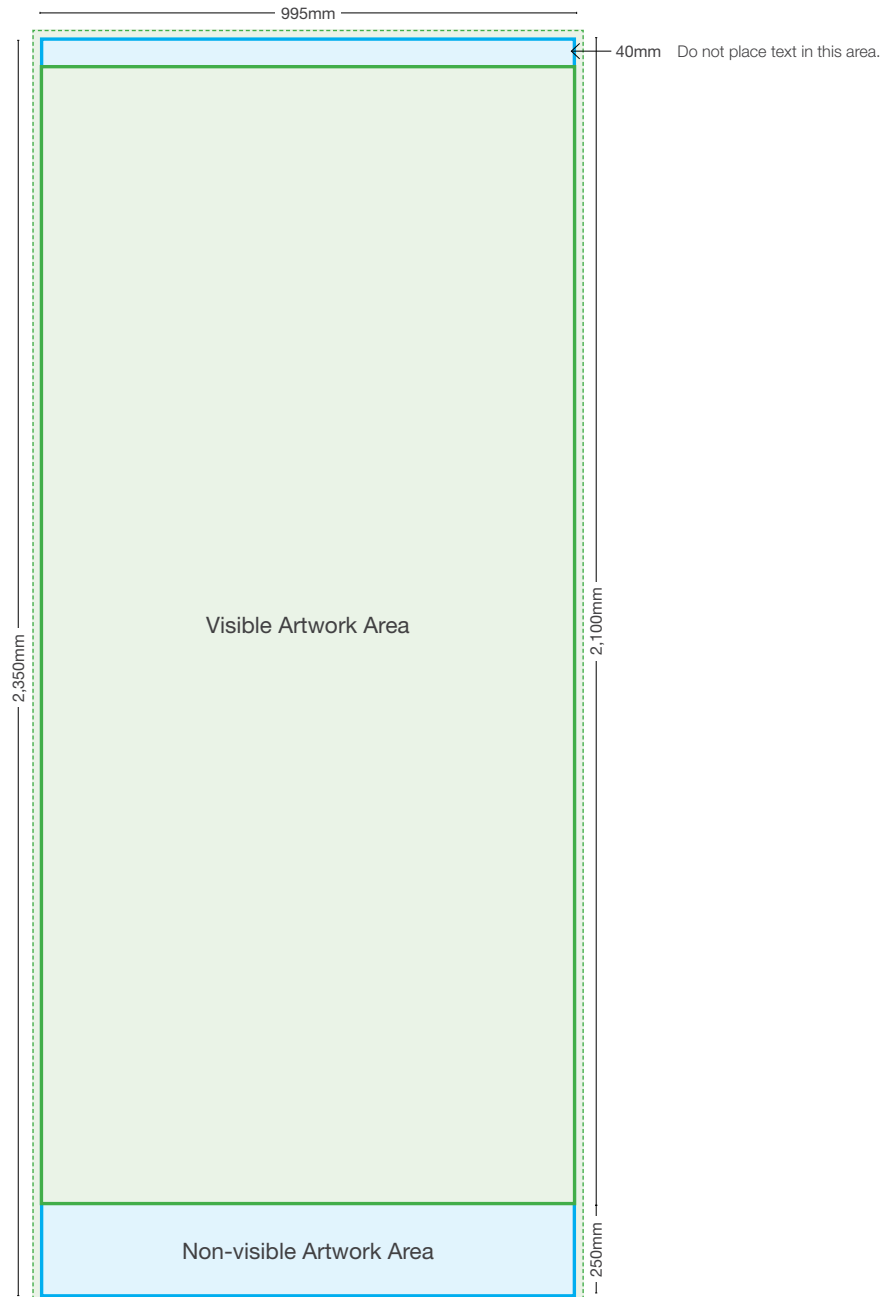 995mm
40mm Do not place text in this area.
Visible Artwork Area
2,100mm
2,350mm
Non-visible Artwork Area
250mm